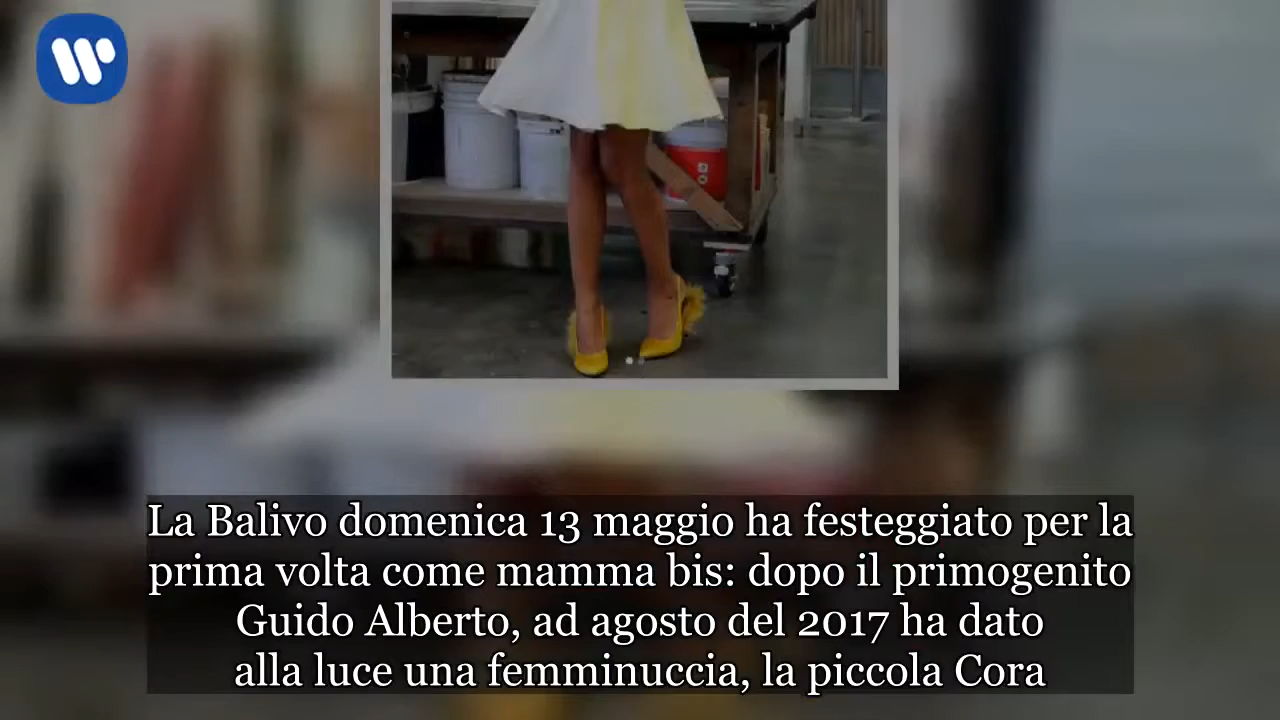 La Balivo domenica 13 maggio ha festeggiato per la
prima volta come mamma bis: dopo il primogenito
Guido Alberto, ad agosto del 2017 ha dato
alla luce una femminuccia, la piccola Cora